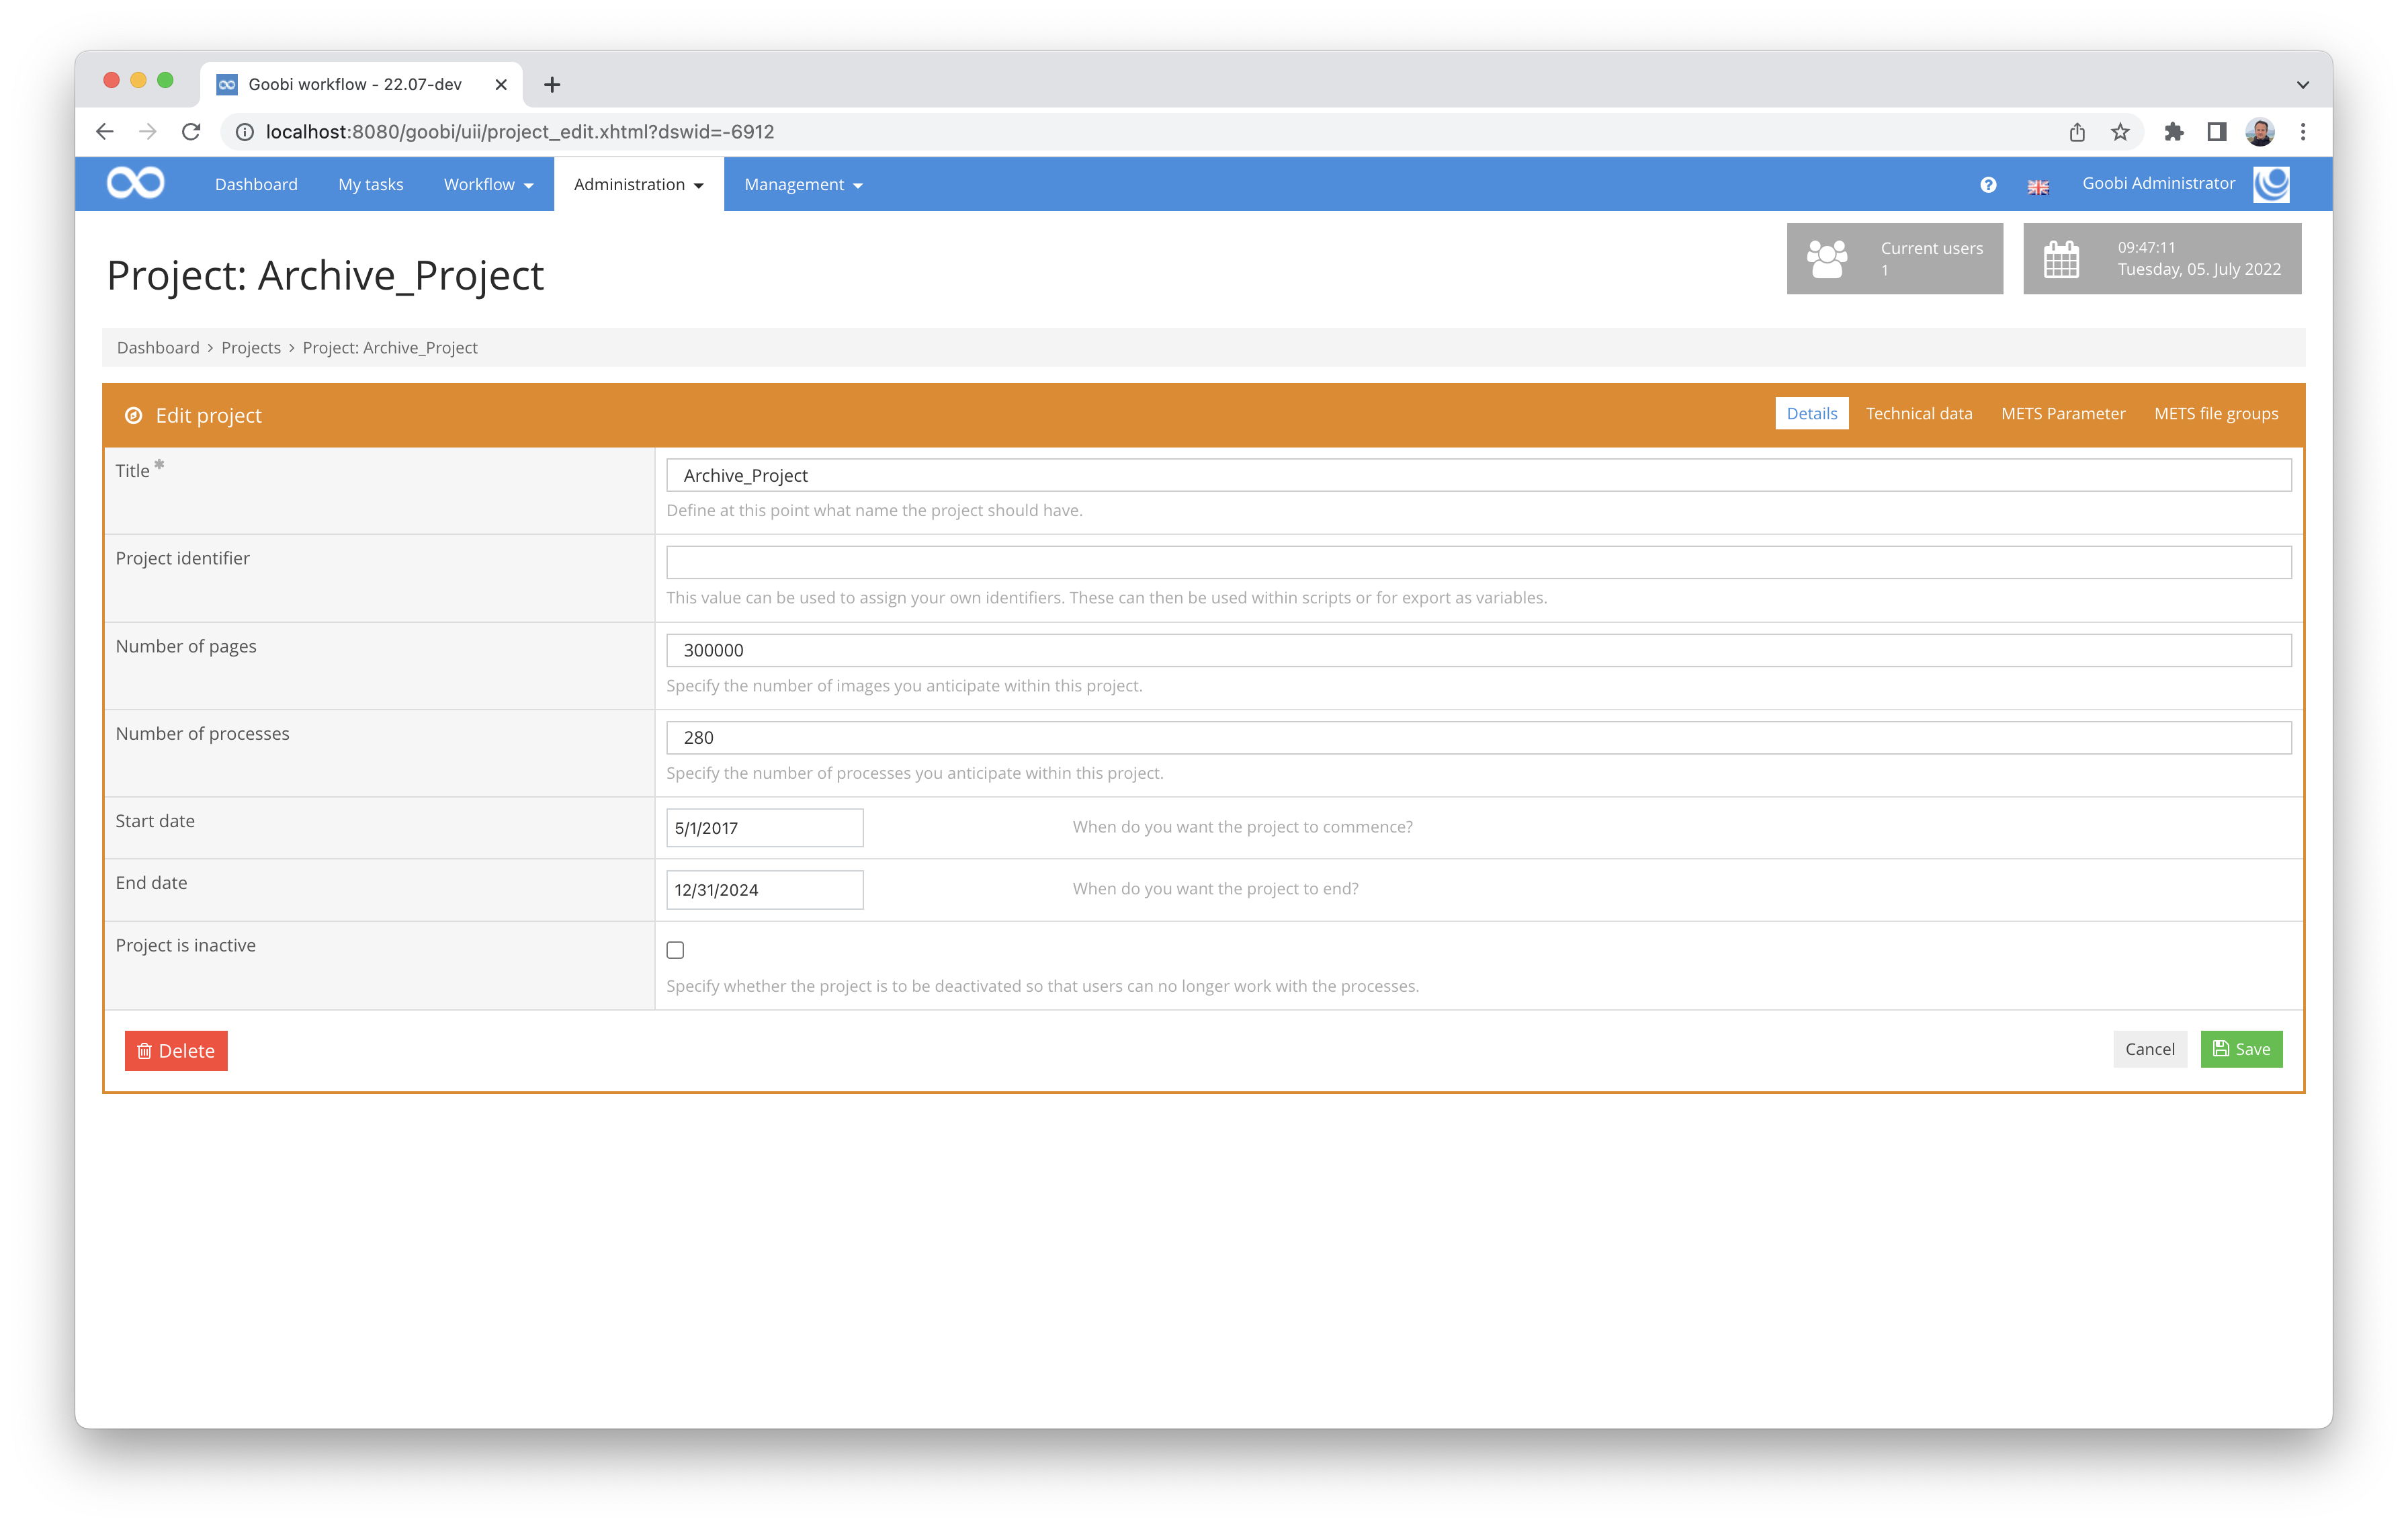 Goobi workflow - 22.07-dev
localhost:8080/goobi/uii/project_edit.xhtml?dswid=-6912
Dashboard My tasks Workflow Administration Management ? Goobi Administrator
Project: Archive_Project
Current users
1
09:47:11
Tuesday, 05. July 2022
Dashboard > Projects > Project: Archive_Project
Edit project Details Technical data METS Parameter METS file groups
Title * Archive_Project
Define at this point what name the project should have.
Project identifier
This value can be used to assign your own identifiers. These can then be used within scripts or for export as variables.
Number of pages 300000
Specify the number of images you anticipate within this project.
Number of processes 280
Specify the number of processes you anticipate within this project.
Start date 5/1/2017 When do you want the project to commence?
End date 12/31/2024 When do you want the project to end?
Project is inactive
Specify whether the project is to be deactivated so that users can no longer work with the processes.
Delete Cancel Save